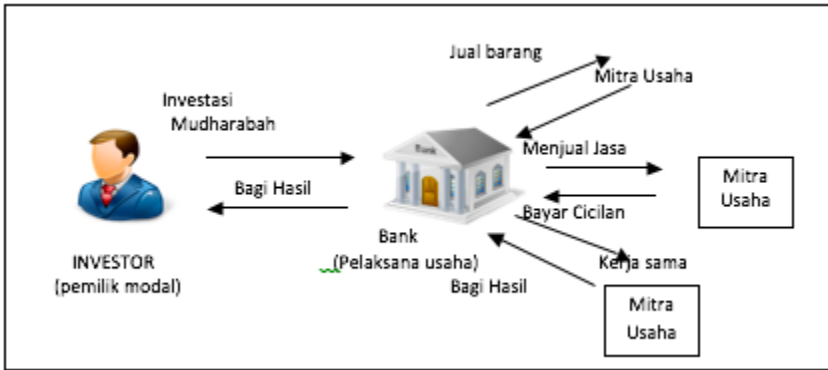 Jual barang
Mitra Usaha
Investasi
Mudharabah
Bank
Menjual Jasa
Mitra
Usaha
Bagi Hasil
Bayar Cicilan
Bank
(Pelaksana usaha)
Kerja sama
INVESTOR
(pemilik modal)
Bagi Hasil
Mitra
Usaha